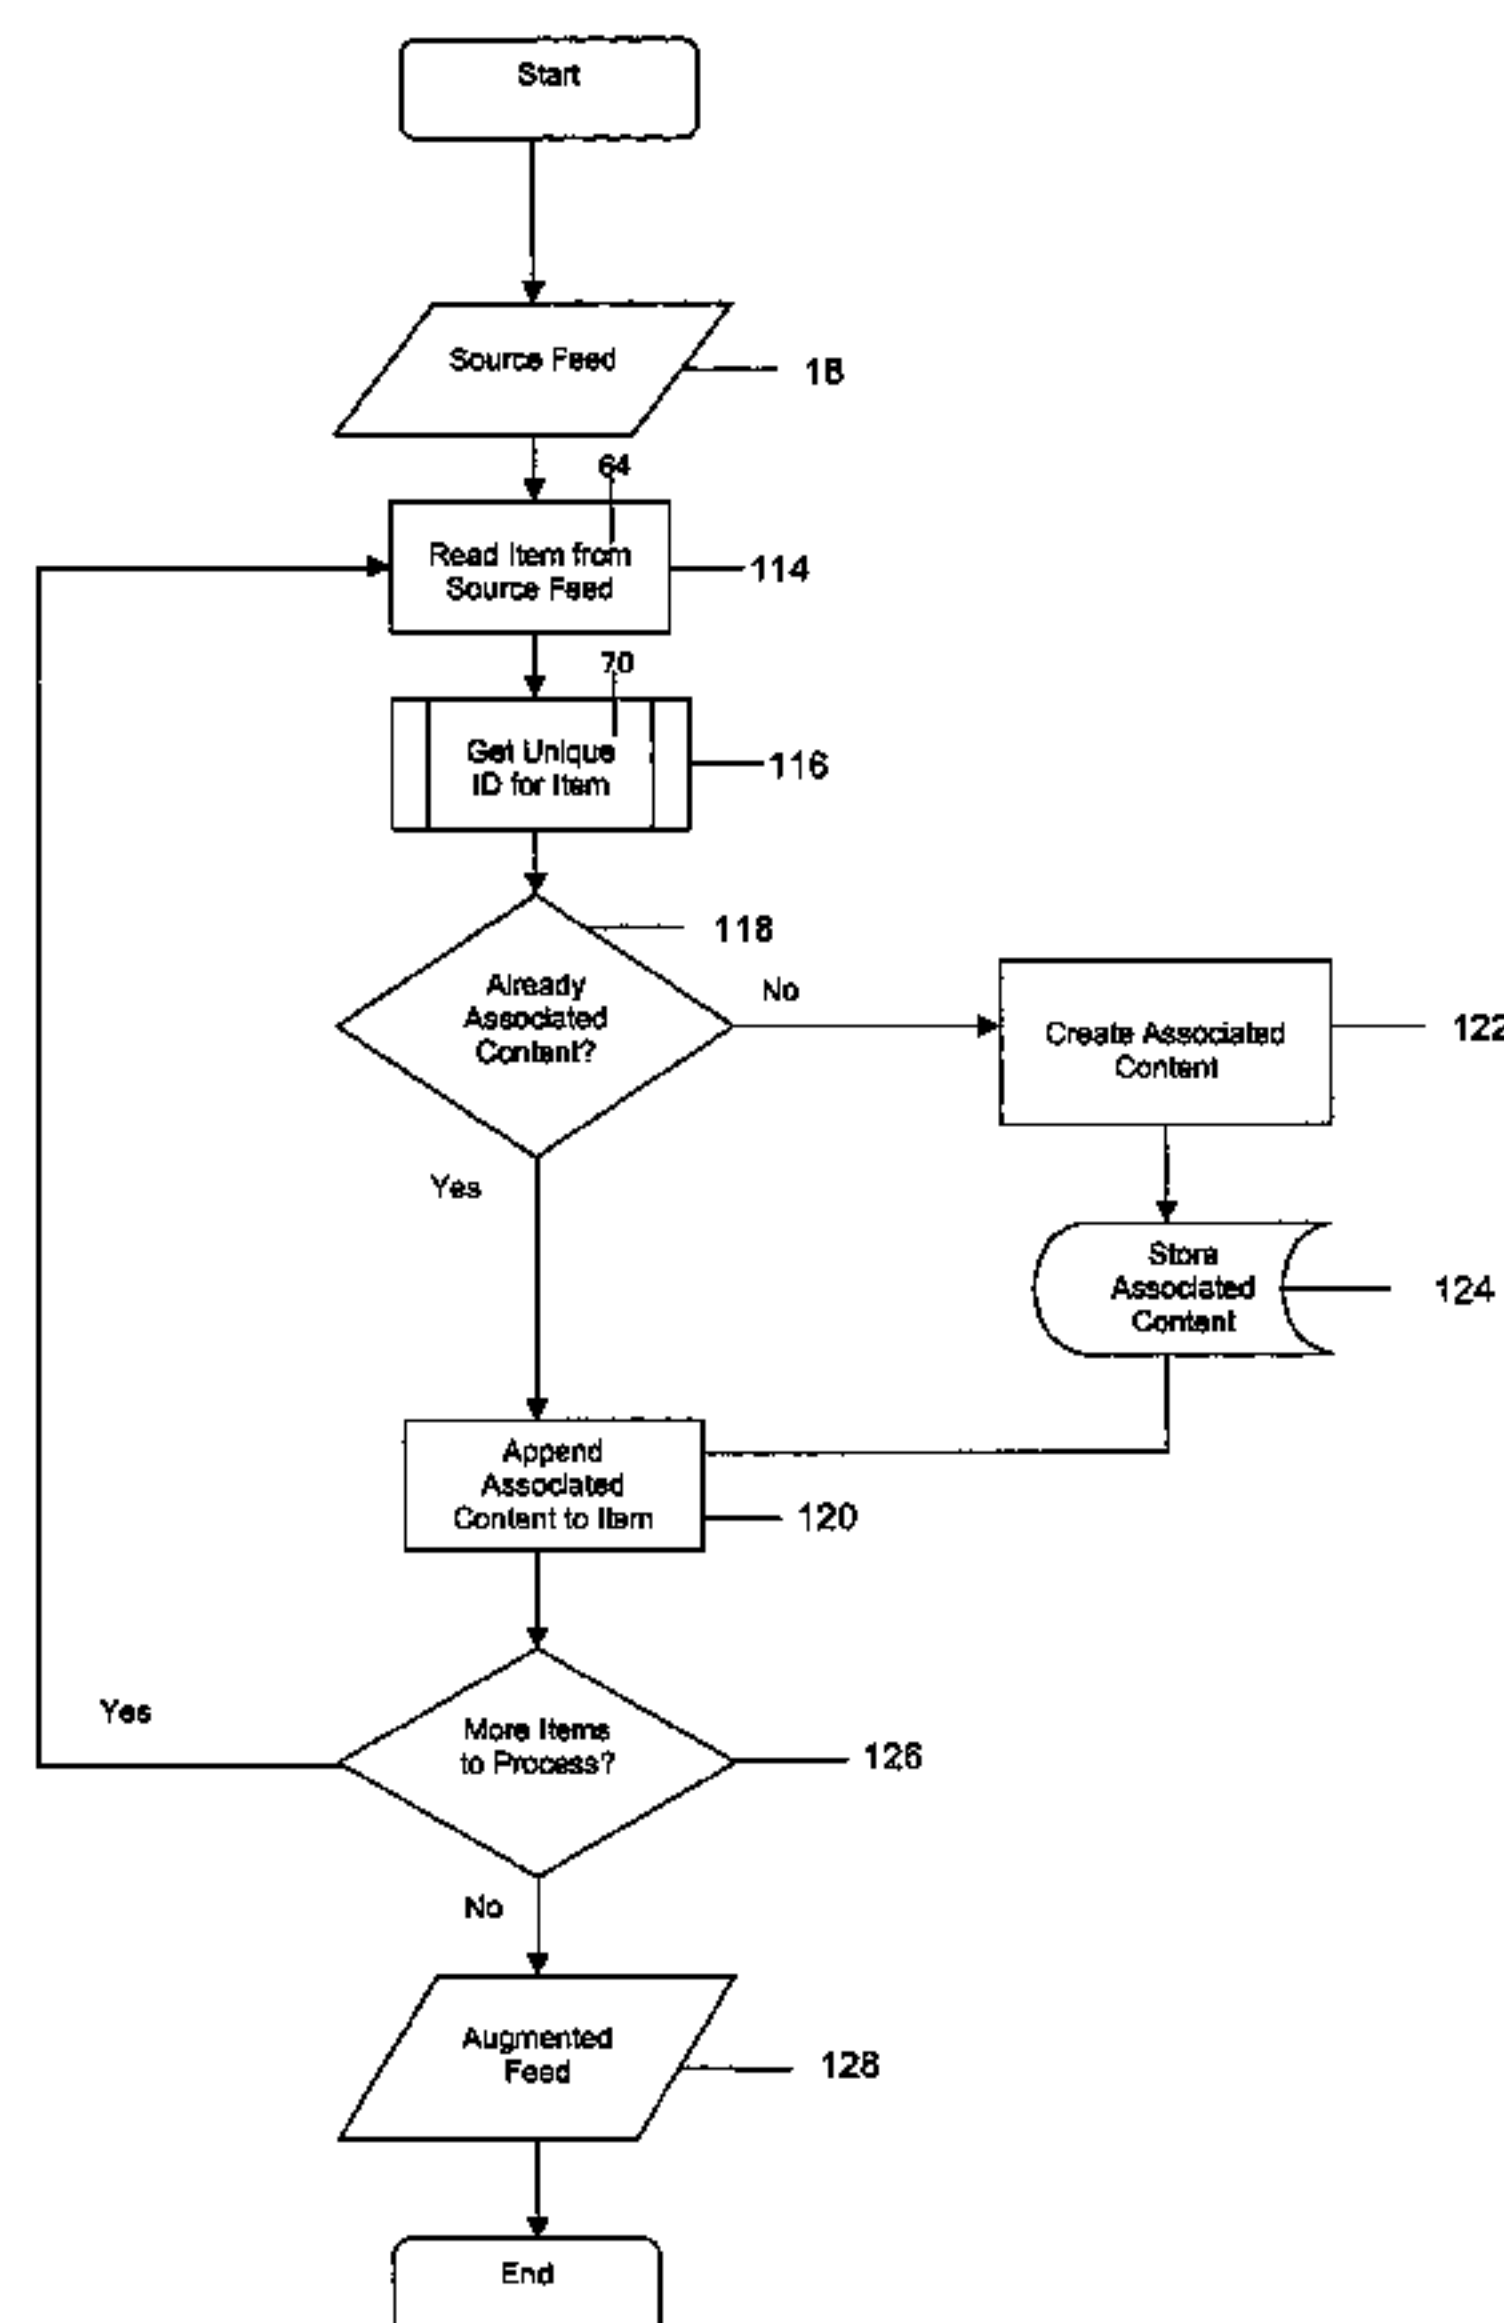 Start
Source Feed
18
64
Read Item from
Source Feed
114
70
Get Unique
ID for Item
116
118
Already
Associated
Content?
No
Create Associated
Content
122
Yes
Store
Associated
Content
124
Append
Associated
Content to Item
120
Yes
More Items
to Process?
126
No
Augmented
Feed
128
End